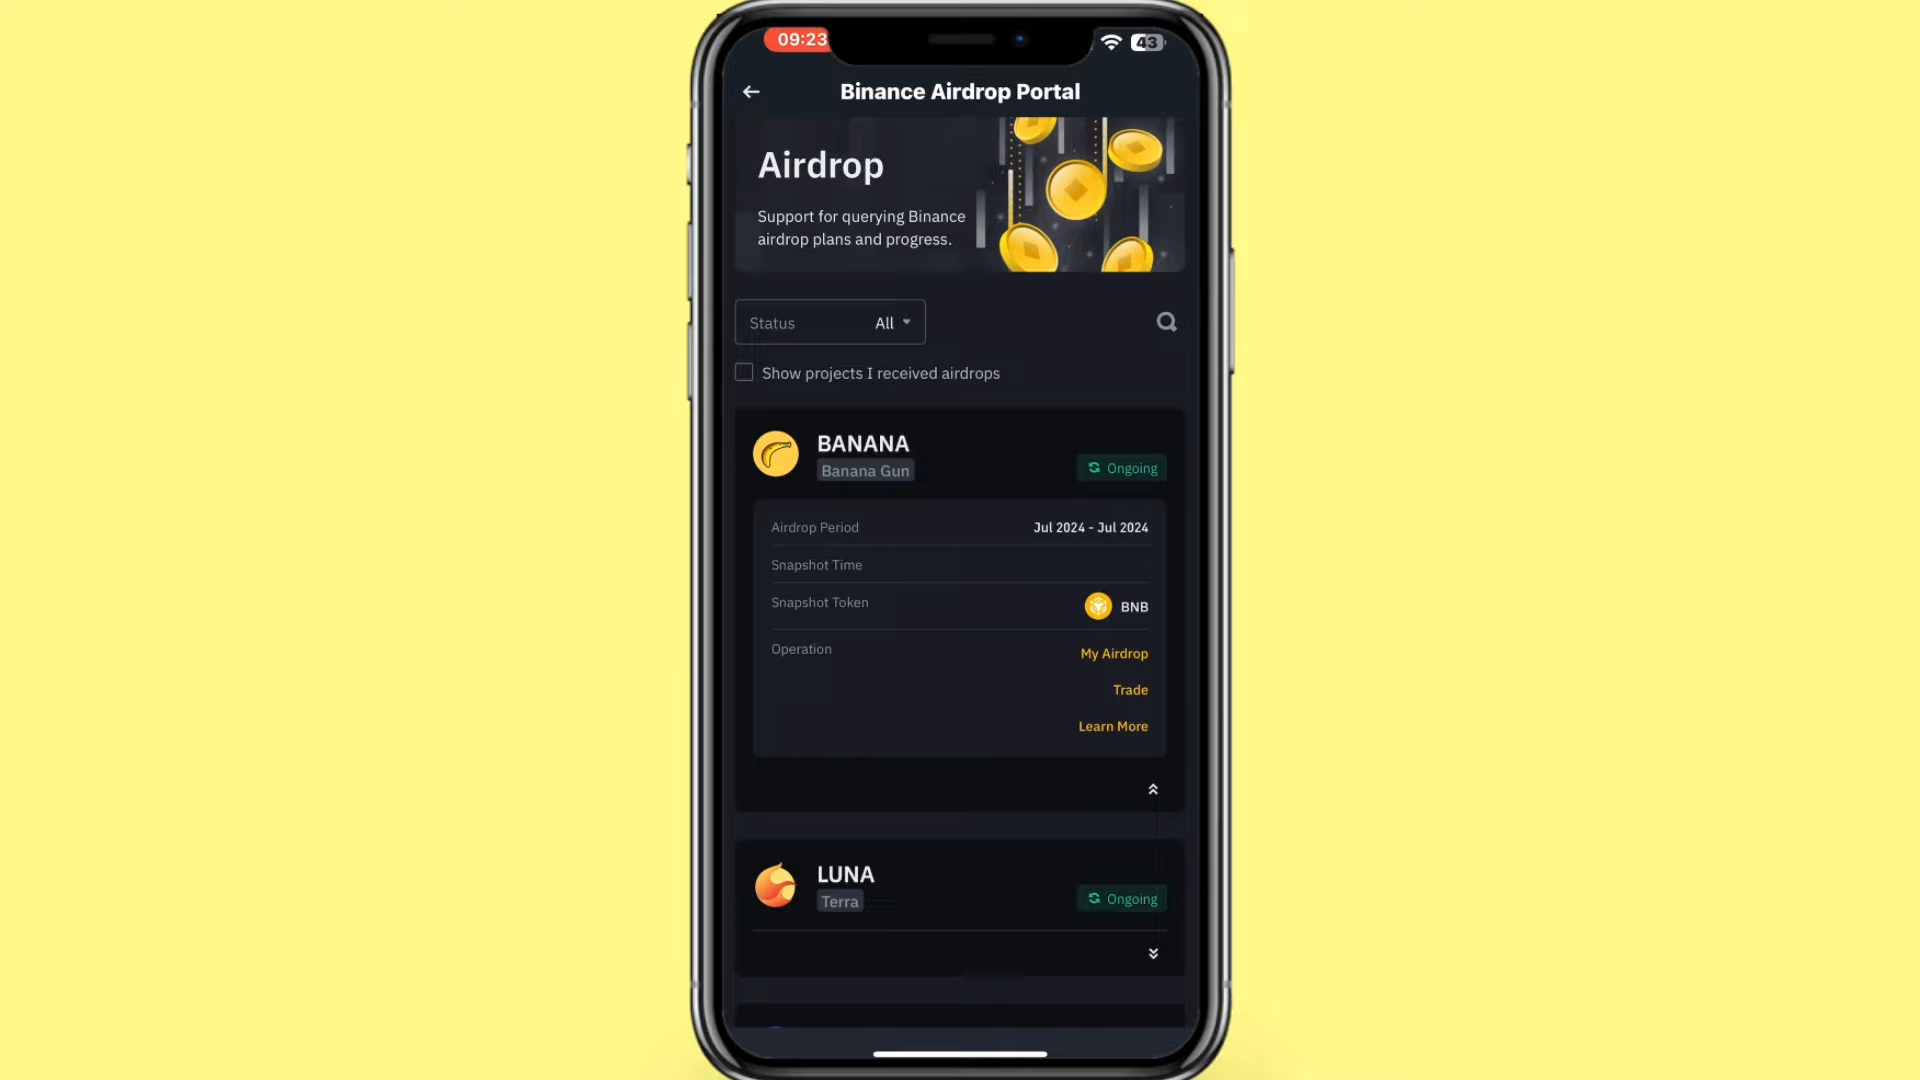 09:23
43
Binance Airdrop Portal
Airdrop
Support for querying Binance
airdrop plans and progress.
Status All
Show projects I received airdrops
BANANA
Banana Gun
Ongoing
Airdrop Period Jul 2024 - Jul 2024
Snapshot Time
Snapshot Token BNB
Operation My Airdrop
Trade
Learn More
LUNA
Terra
Ongoing